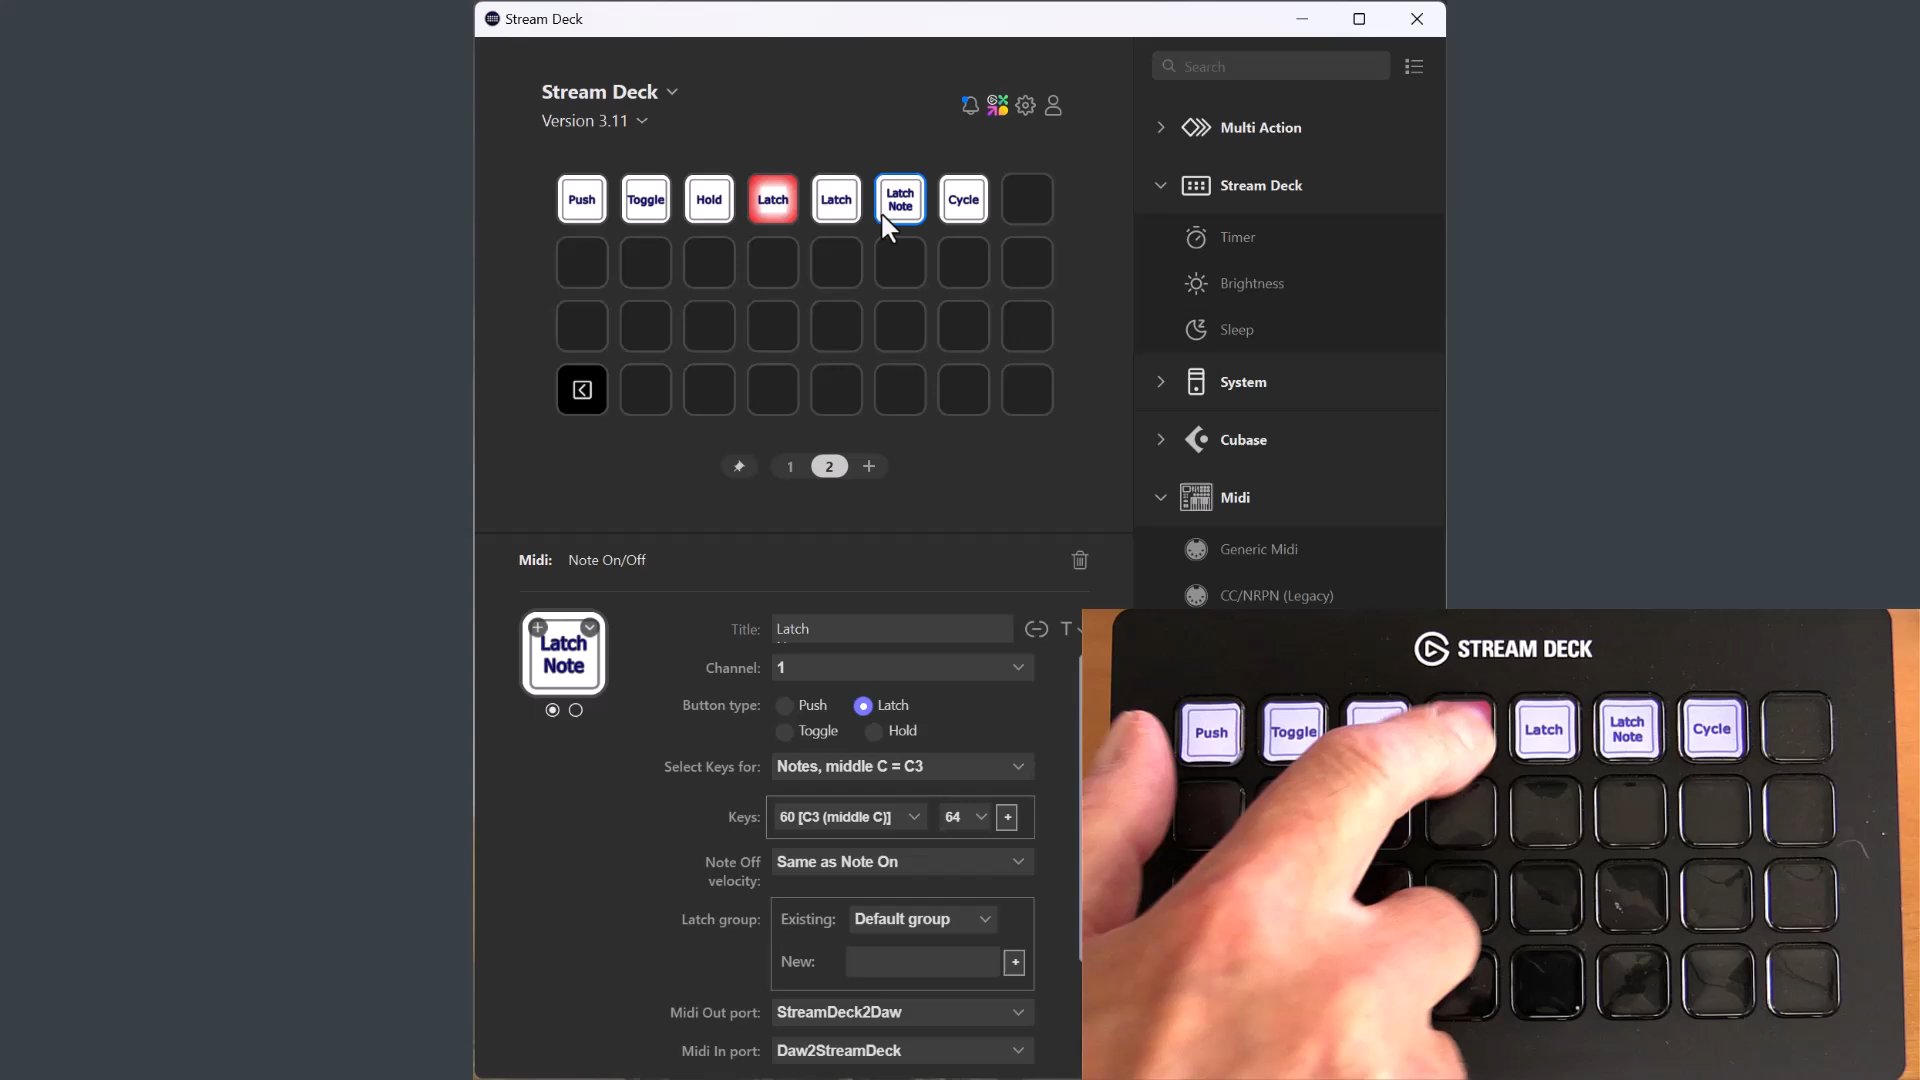 Stream Deck
Stream Deck
Version 3.11
Search
Multi Action
Stream Deck
Timer
Brightness
Sleep
System
Cubase
Midi
Generic Midi
CC/NRPN (Legacy)
Push
Toggle
Hold
Latch
Latch
Latch
Note
Cycle
1
2
Midi: Note On/Off
Latch
Note
Title: Latch
T
Channel: 1
Button type: Push Latch
Toggle Hold
Select Keys for: Notes, middle C = C3
Keys: 60 [C3 (middle C)] 64 +
Note Off
velocity:
Same as Note On
Latch group: Existing: Default group
New: +
Midi Out port: StreamDeck2Daw
Midi In port: Daw2StreamDeck
STREAM DECK
Push
Toggle
Latch
Latch
Note
Cycle